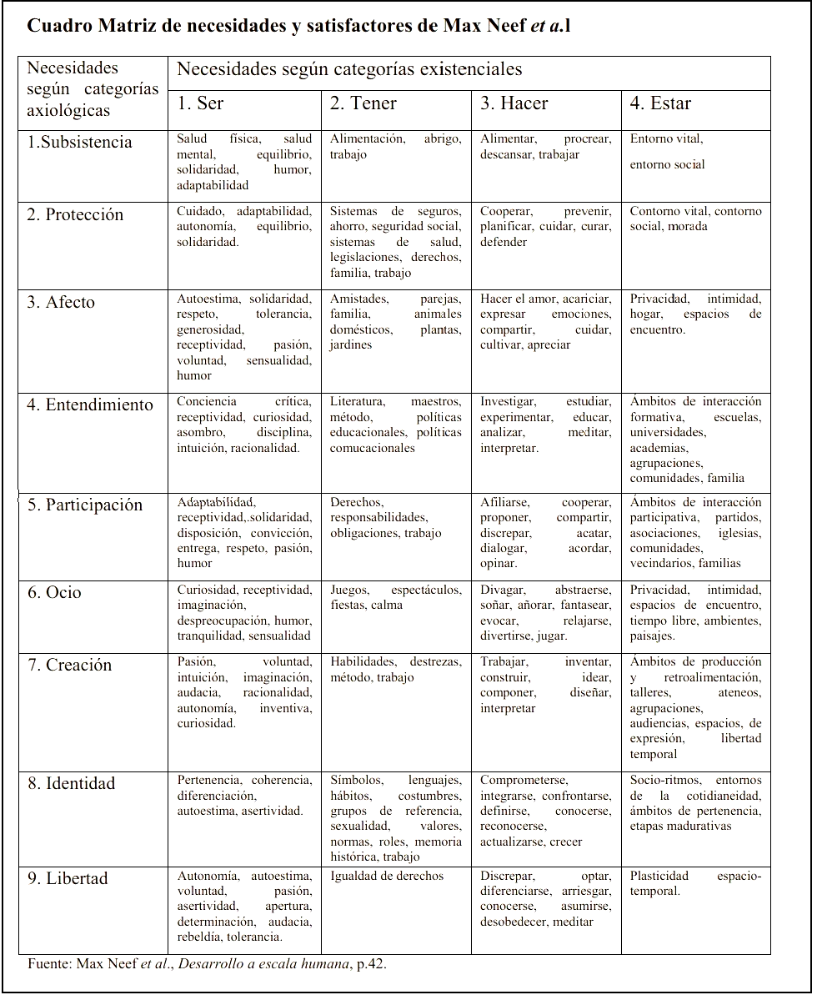 Cuadro Matriz de necesidades y satisfactores de Max Neef et a.l
Necesidades
según categorías
axiológicas
Necesidades según categorías existenciales
1. Ser
2. Tener
3. Hacer
4. Estar
1.Subsistencia
Salud física, salud
mental, equilibrio,
solidaridad, humor,
adaptabilidad
Alimentación, abrigo,
trabajo
Alimentar, procrear,
descansar, trabajar
Entorno vital,
entorno social
2. Protección
Cuidado, adaptabilidad,
autonomía, equilibrio,
solidaridad.
Sistemas de seguros,
ahorro, seguridad social,
sistemas de salud,
legislaciones, derechos,
familia, trabajo
Cooperar, prevenir,
planificar, cuidar, curar,
defender
Contorno vital, contorno
social, morada
3. Afecto
Autoestima, solidaridad,
respeto, tolerancia,
generosidad,
receptividad, pasión,
voluntad, sensualidad,
humor
Amistades, parejas,
familia, animales
domésticos, plantas,
jardines
Hacer el amor, acariciar,
expresar emociones,
compartir, cuidar,
cultivar, apreciar
Privacidad, intimidad,
hogar, espacios de
encuentro.
4. Entendimiento
Conciencia crítica,
receptividad, curiosidad,
asombro, disciplina,
intuición, racionalidad.
Literatura, maestros,
método, políticas
educacionales, políticas
comucacionales
Investigar, estudiar,
experimentar, educar,
analizar, meditar,
interpretar.
Ámbitos de interacción
formativa, escuelas,
universidades,
academias,
agrupaciones,
comunidades, familia
5. Participación
Adaptabilidad,
receptividad,.solidaridad,
disposición, convicción,
entrega, respeto, pasión,
humor
Derechos,
responsabilidades,
obligaciones, trabajo
Afiliarse, cooperar,
proponer, compartir,
discrepar, acatar,
dialogar, acordar,
opinar.
Ámbitos de interacción
participativa, partidos,
asociaciones, iglesias,
comunidades,
vecindarios, familias
6. Ocio
Curiosidad, receptividad,
imaginación,
despreocupación, humor,
tranquilidad, sensualidad
Juegos, espectáculos,
fiestas, calma
Divagar, abstraerse,
soñar, añorar, fantasear,
evocar, relajarse,
divertirse, jugar.
Privacidad, intimidad,
espacios de encuentro,
tiempo libre, ambientes,
paisajes.
7. Creación
Pasión, voluntad,
intuición, imaginación,
audacia, racionalidad,
autonomía, inventiva,
curiosidad.
Habilidades, destrezas,
método, trabajo
Trabajar, inventar,
construir, idear,
componer, diseñar,
interpretar
Ámbitos de producción
y retroalimentación,
talleres, ateneos,
agrupaciones,
audiencias, espacios, de
expresión, libertad
temporal
8. Identidad
Pertenencia, coherencia,
diferenciación,
autoestima, asertividad.
Símbolos, lenguajes,
hábitos, costumbres,
grupos de referencia,
sexualidad, valores,
normas, roles, memoria
histórica, trabajo
Comprometerse,
integrarse, confrontarse,
definirse, conocerse,
reconocerse,
actualizarse, crecer
Socio-ritmos, entornos
de la cotidianeidad,
ámbitos de pertenencia,
etapas madurativas
9. Libertad
Autonomía, autoestima,
voluntad, pasión,
asertividad, apertura,
determinación, audacia,
rebeldía, tolerancia.
Igualdad de derechos
Discrepar, optar,
diferenciarse, arriesgar,
conocerse, asumirse,
desobedecer, meditar
Plasticidad espacio-
temporal.
Fuente: Max Neef et al., Desarrollo a escala humana, p.42.